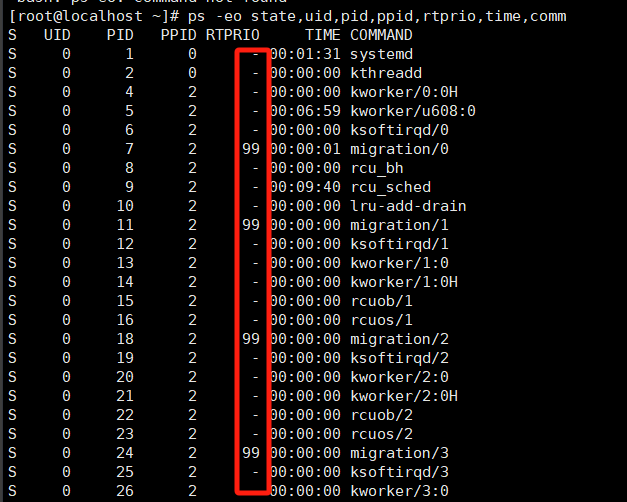 [root@localhost ~]# ps -eo state,uid,pid,ppid,rtprio,time,comm
S UID PID PPID RTPRIO TIME COMMAND
S 0 1 0 - 00:01:31 systemd
S 0 2 0 - 00:00:00 kthreadd
S 0 4 2 - 00:00:00 kworker/0:0H
S 0 5 2 - 00:06:59 kworker/u608:0
S 0 6 2 - 00:00:00 ksoftirqd/0
S 0 7 2 99 00:00:01 migration/0
S 0 8 2 - 00:00:00 rcu_bh
S 0 9 2 - 00:09:40 rcu_sched
S 0 10 2 - 00:00:00 lru-add-drain
S 0 11 2 99 00:00:00 migration/1
S 0 12 2 - 00:00:00 ksoftirqd/1
S 0 13 2 - 00:00:00 kworker/1:0
S 0 14 2 - 00:00:00 kworker/1:0H
S 0 15 2 - 00:00:00 rcuob/1
S 0 16 2 - 00:00:00 rcuos/1
S 0 18 2 99 00:00:00 migration/2
S 0 19 2 - 00:00:00 ksoftirqd/2
S 0 20 2 - 00:00:00 kworker/2:0
S 0 21 2 - 00:00:00 kworker/2:0H
S 0 22 2 - 00:00:00 rcuob/2
S 0 23 2 - 00:00:00 rcuos/2
S 0 24 2 99 00:00:00 migration/3
S 0 25 2 - 00:00:00 ksoftirqd/3
S 0 26 2 - 00:00:00 kworker/3:0